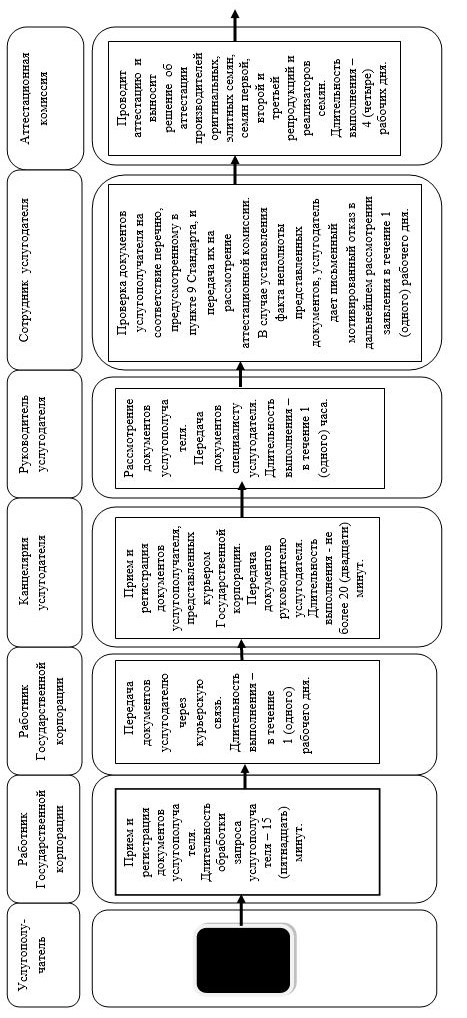 Услугополу-
чатель
Работник
Государственной
корпорации
Прием и
регистрация
документов
услугополуча
теля.
Длительность
обработки
запроса
услугополуча
теля – 15
(пятнадцать)
минут.
Работник
Государственной
корпорации
Передача
документов
услугодателю
через
курьерскую
связь.
Длительность
выполнения –
в течение
1 (одного)
рабочего дня.
Канцелярия
услугодателя
Прием и
регистрация
документов
услугополучателя,
представленных
курьером
Государственной
корпорации.
Передача
документов
руководителю
услугодателя.
Длительность
выполнения - не
более 20 (двадцати)
минут.
Руководитель
услугодателя
Рассмотрение
документов
услугополуча
теля.
Передача
документов
специалисту
услугодателя.
Длительность
выполнения –
в течение 1
(одного) часа.
Сотрудник услугодателя
Проверка документов
услугополучателя на
соответствие перечню,
предусмотренному в
пункте 9 Стандарта, и
передача их на
рассмотрение
аттестационной комиссии.
В случае установления
факта неполноты
представленных
документов, услугодатель
дает письменный
мотивированный отказ в
дальнейшем рассмотрении
заявления в течение 1
(одного) рабочего дня.
Аттестационная
комиссия
Проводит
аттестацию и
выносит
решение об
аттестации
производителей
оригинальных,
элитных семян,
семян первой,
второй и
третьей
репродукций и
реализаторов
семян.
Длительность
выполнения –
4 (четыре)
рабочих дня.